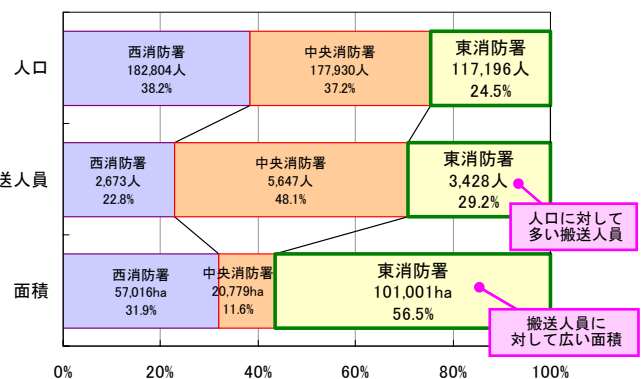 人口
西消防署
182,804人
38.2%
中央消防署
177,930人
37.2%
東消防署
117,196人
24.5%
送人員
西消防署
2,673人
22.8%
中央消防署
5,647人
48.1%
東消防署
3,428人
29.2%
人口に対して
多い搬送人員
面積
西消防署
57,016ha
31.9%
中央消防署
20,779ha
11.6%
東消防署
101,001ha
56.5%
搬送人員に
対して広い面積
0%
20%
40%
60%
80%
100%